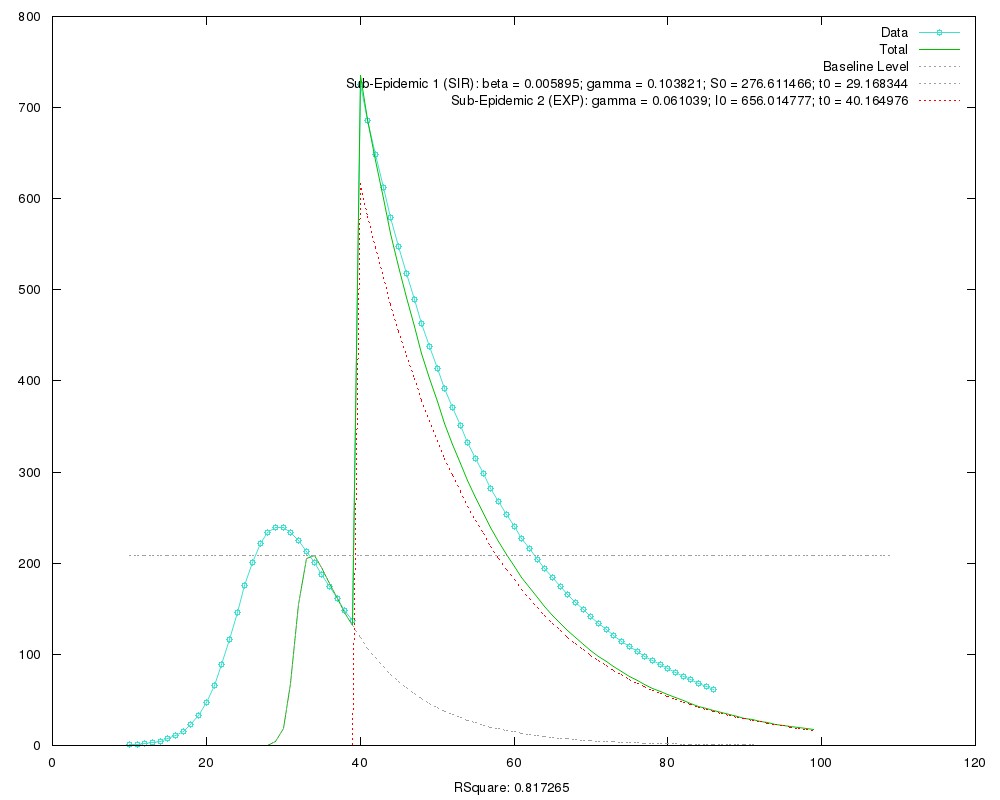 Data
Total
Baseline Level
Sub-Epidemic 1 (SIR): beta = 0.005895; gamma = 0.103821; S0 = 276.611466; t0 = 29.168344
Sub-Epidemic 2 (EXP): gamma = 0.061039; I0 = 656.014777; t0 = 40.164976
800
700
600
500
400
300
200
100
0
0 20 40 60 80 100 120
RSquare: 0.817265